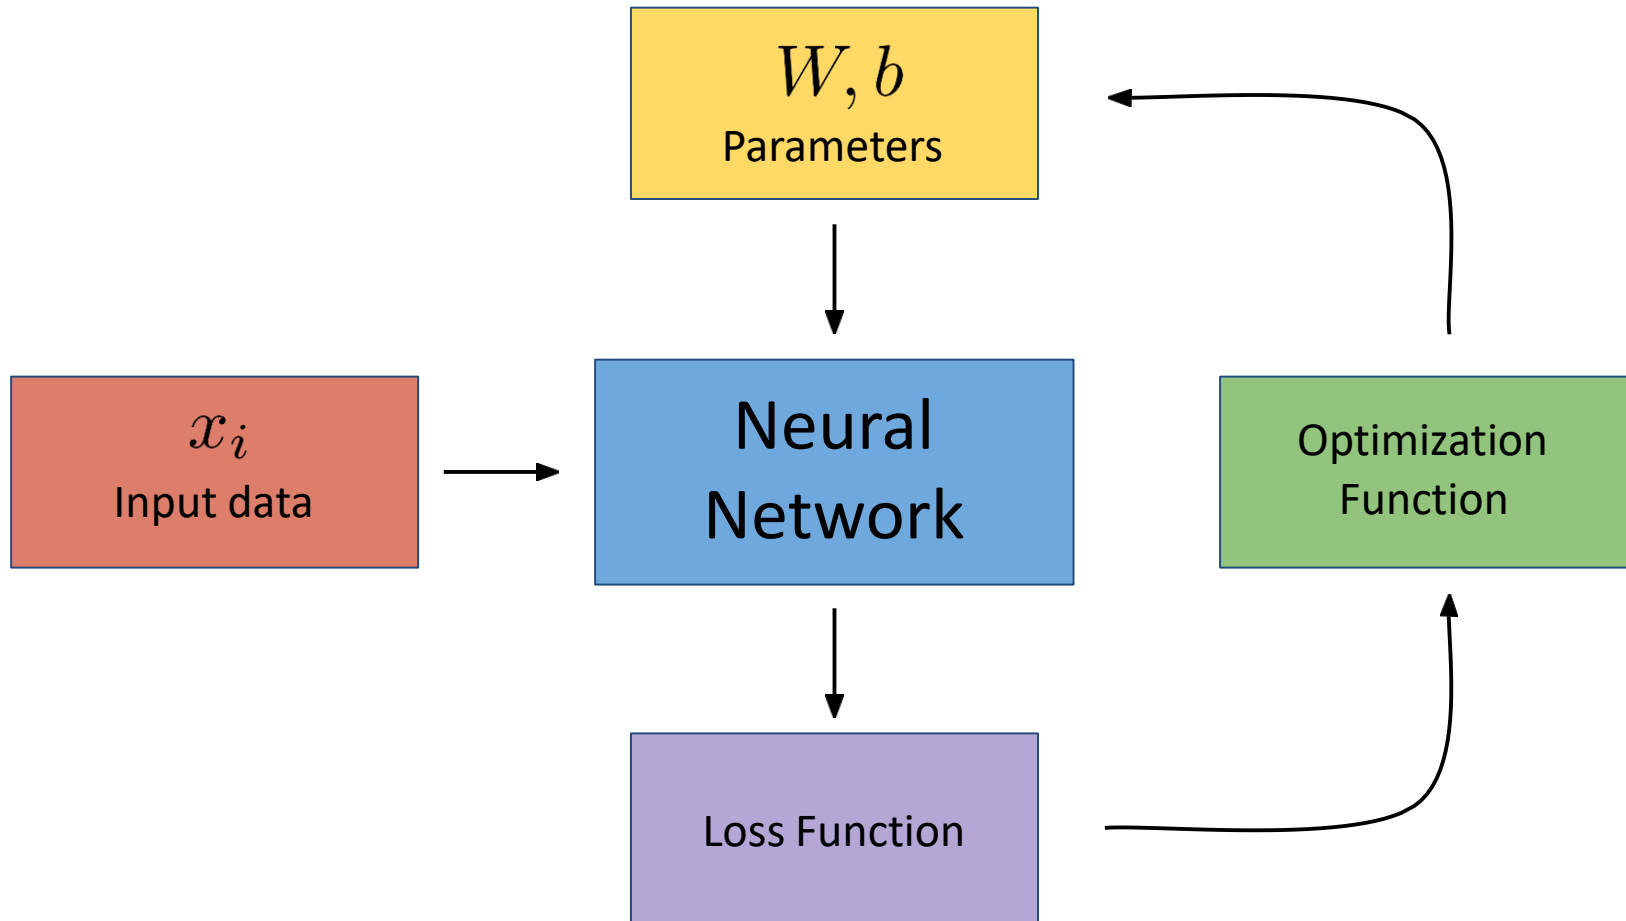 W, b
Parameters
x_i
Input data
Neural
Network
Optimization
Function
Loss Function